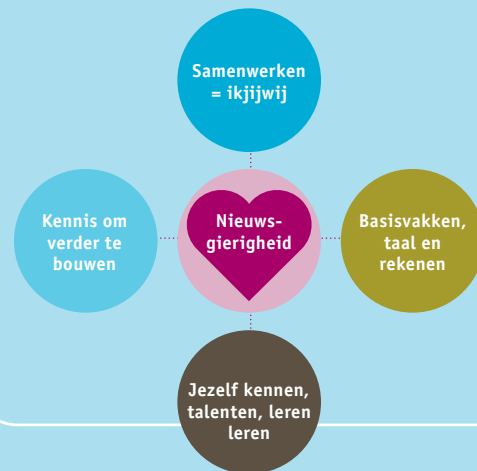 Samenwerken
= ikjijwij
Kennis om
verder te
bouwen
Nieuws-
gierigheid
Basisvakken,
taal en
rekenen
Jezelf kennen,
talenten, leren
leren